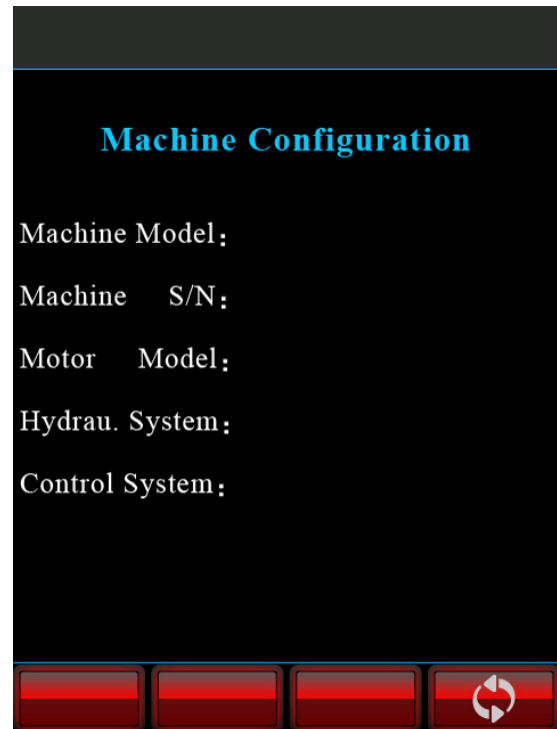 Machine Configuration
Machine Model：
Machine S/N：
Motor Model：
Hydrau. System：
Control System：